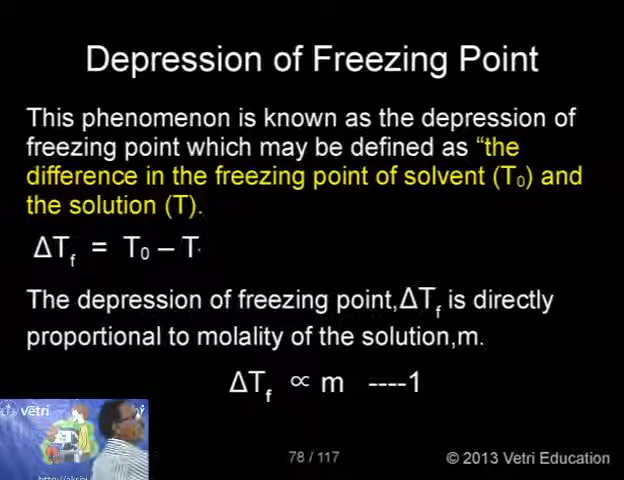 Depression of Freezing Point
This phenomenon is known as the depression of
freezing point which may be defined as “the
difference in the freezing point of solvent (T₀) and
the solution (T).
ΔTf = T₀ – T
The depression of freezing point,ΔTf is directly
proportional to molality of the solution,m.
ΔTf ∝ m ----1
vetri
78 / 117
© 2013 Vetri Education